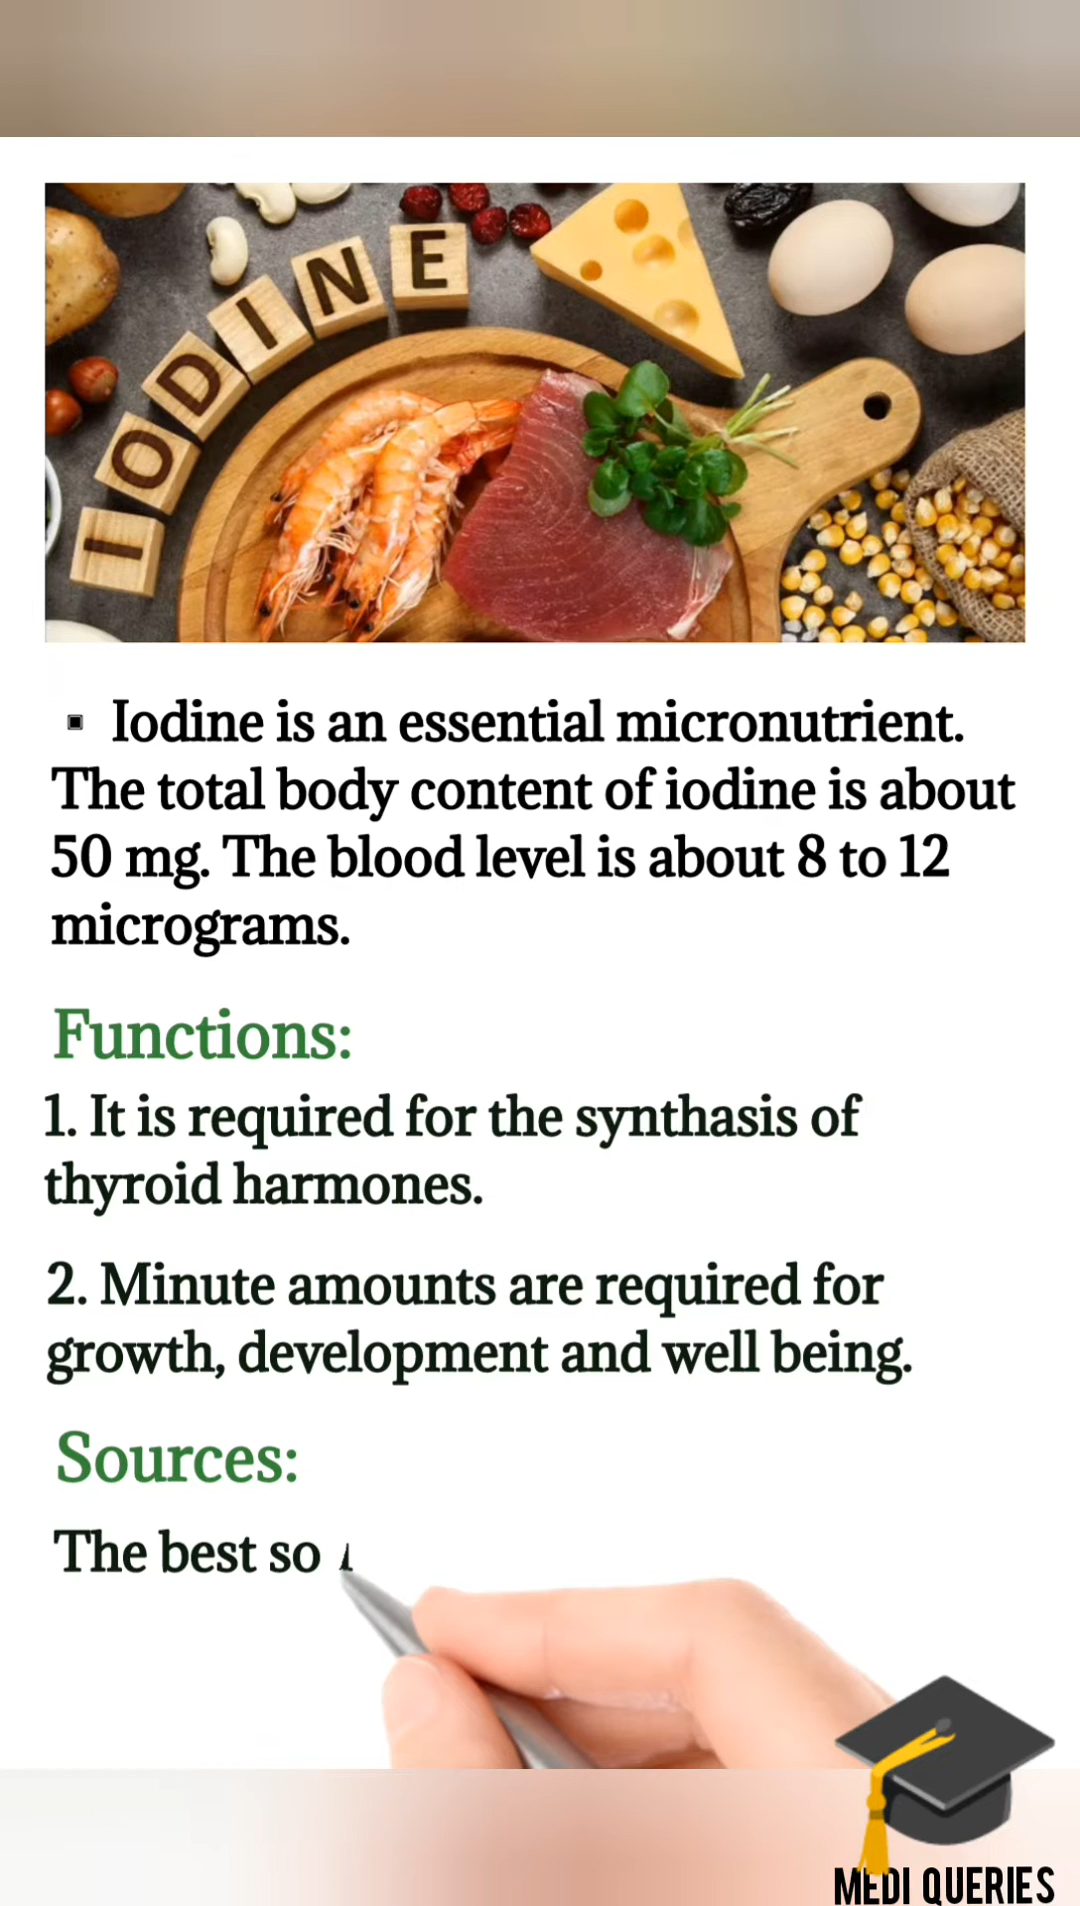 IODINE
▪ Iodine is an essential micronutrient.
The total body content of iodine is about
50 mg. The blood level is about 8 to 12
micrograms.
Functions:
1. It is required for the synthasis of
thyroid harmones.
2. Minute amounts are required for
growth, development and well being.
Sources:
The best so
MEDI QUERIES